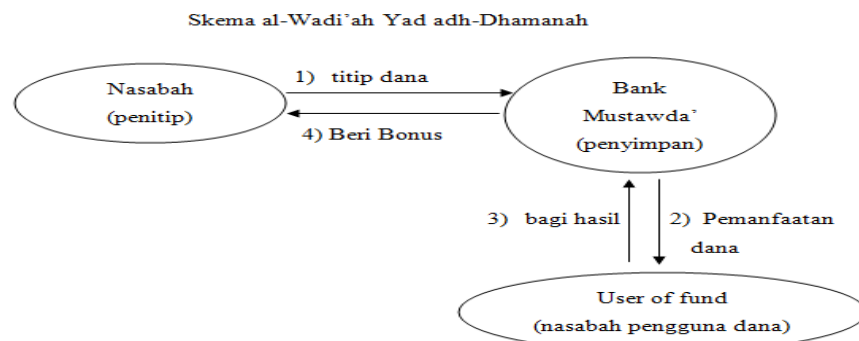 Skema al-Wadi’ah Yad adh-Dhamanah
Nasabah
(penitip)
1) titip dana
4) Beri Bonus
Bank
Mustawda’
(penyimpan)
3) bagi hasil
2) Pemanfaatan
dana
User of fund
(nasabah pengguna dana)